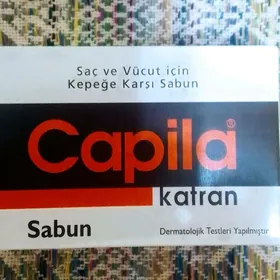 Saç ve Vücut için
Kepeğe Karşı Sabun
Capila®
katran
Sabun
Dermatolojik Testleri Yapılmıştır